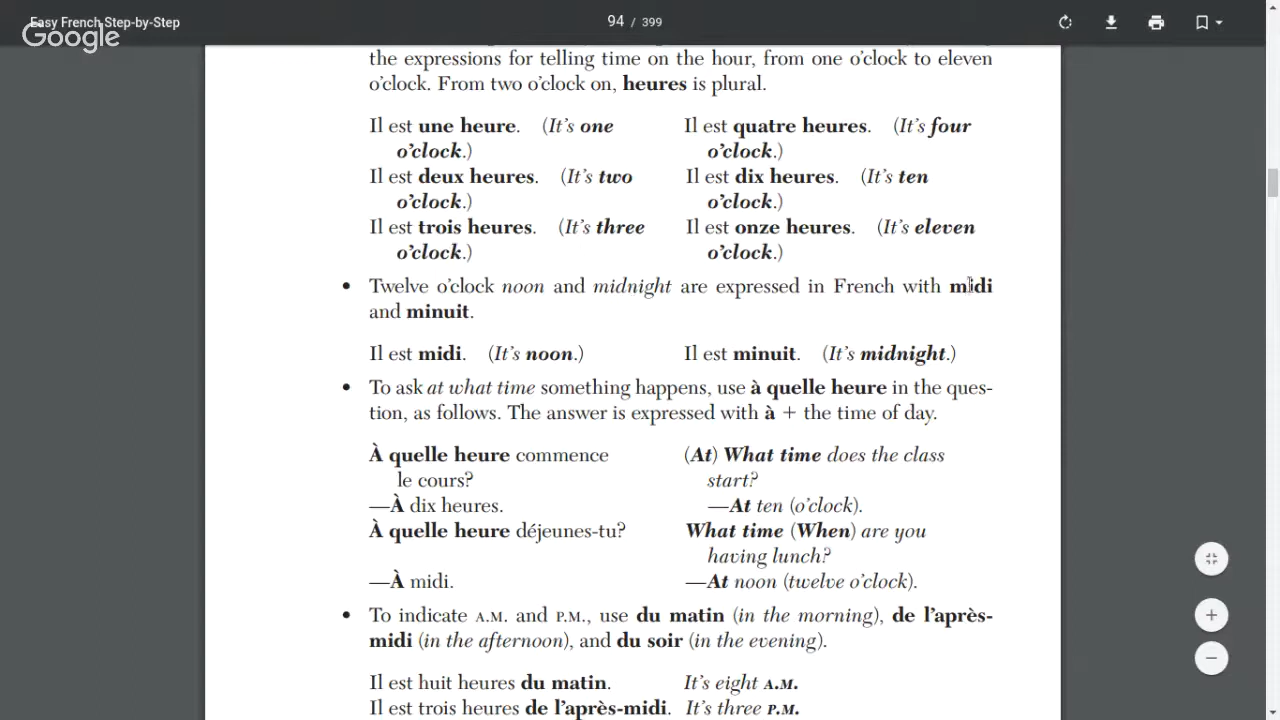 Easy French Step-by-Step
94 / 399
Google
the expressions for telling time on the hour, from one o'clock to eleven
o'clock. From two o'clock on, heures is plural.
Il est une heure. (It's one o'clock.)
Il est quatre heures. (It's four o'clock.)
Il est deux heures. (It's two o'clock.)
Il est dix heures. (It's ten o'clock.)
Il est trois heures. (It's three o'clock.)
Il est onze heures. (It's eleven o'clock.)
• Twelve o'clock noon and midnight are expressed in French with midi
and minuit.
Il est midi. (It's noon.) Il est minuit. (It's midnight.)
• To ask at what time something happens, use à quelle heure in the ques-
tion, as follows. The answer is expressed with à + the time of day.
À quelle heure commence
le cours?
(At) What time does the class
start?
—À dix heures. —At ten (o'clock).
À quelle heure déjeunes-tu?
What time (When) are you
having lunch?
—À midi. —At noon (twelve o'clock).
• To indicate A.M. and P.M., use du matin (in the morning), de l'après-
midi (in the afternoon), and du soir (in the evening).
Il est huit heures du matin. It's eight A.M.
Il est trois heures de l'après-midi. It's three P.M.